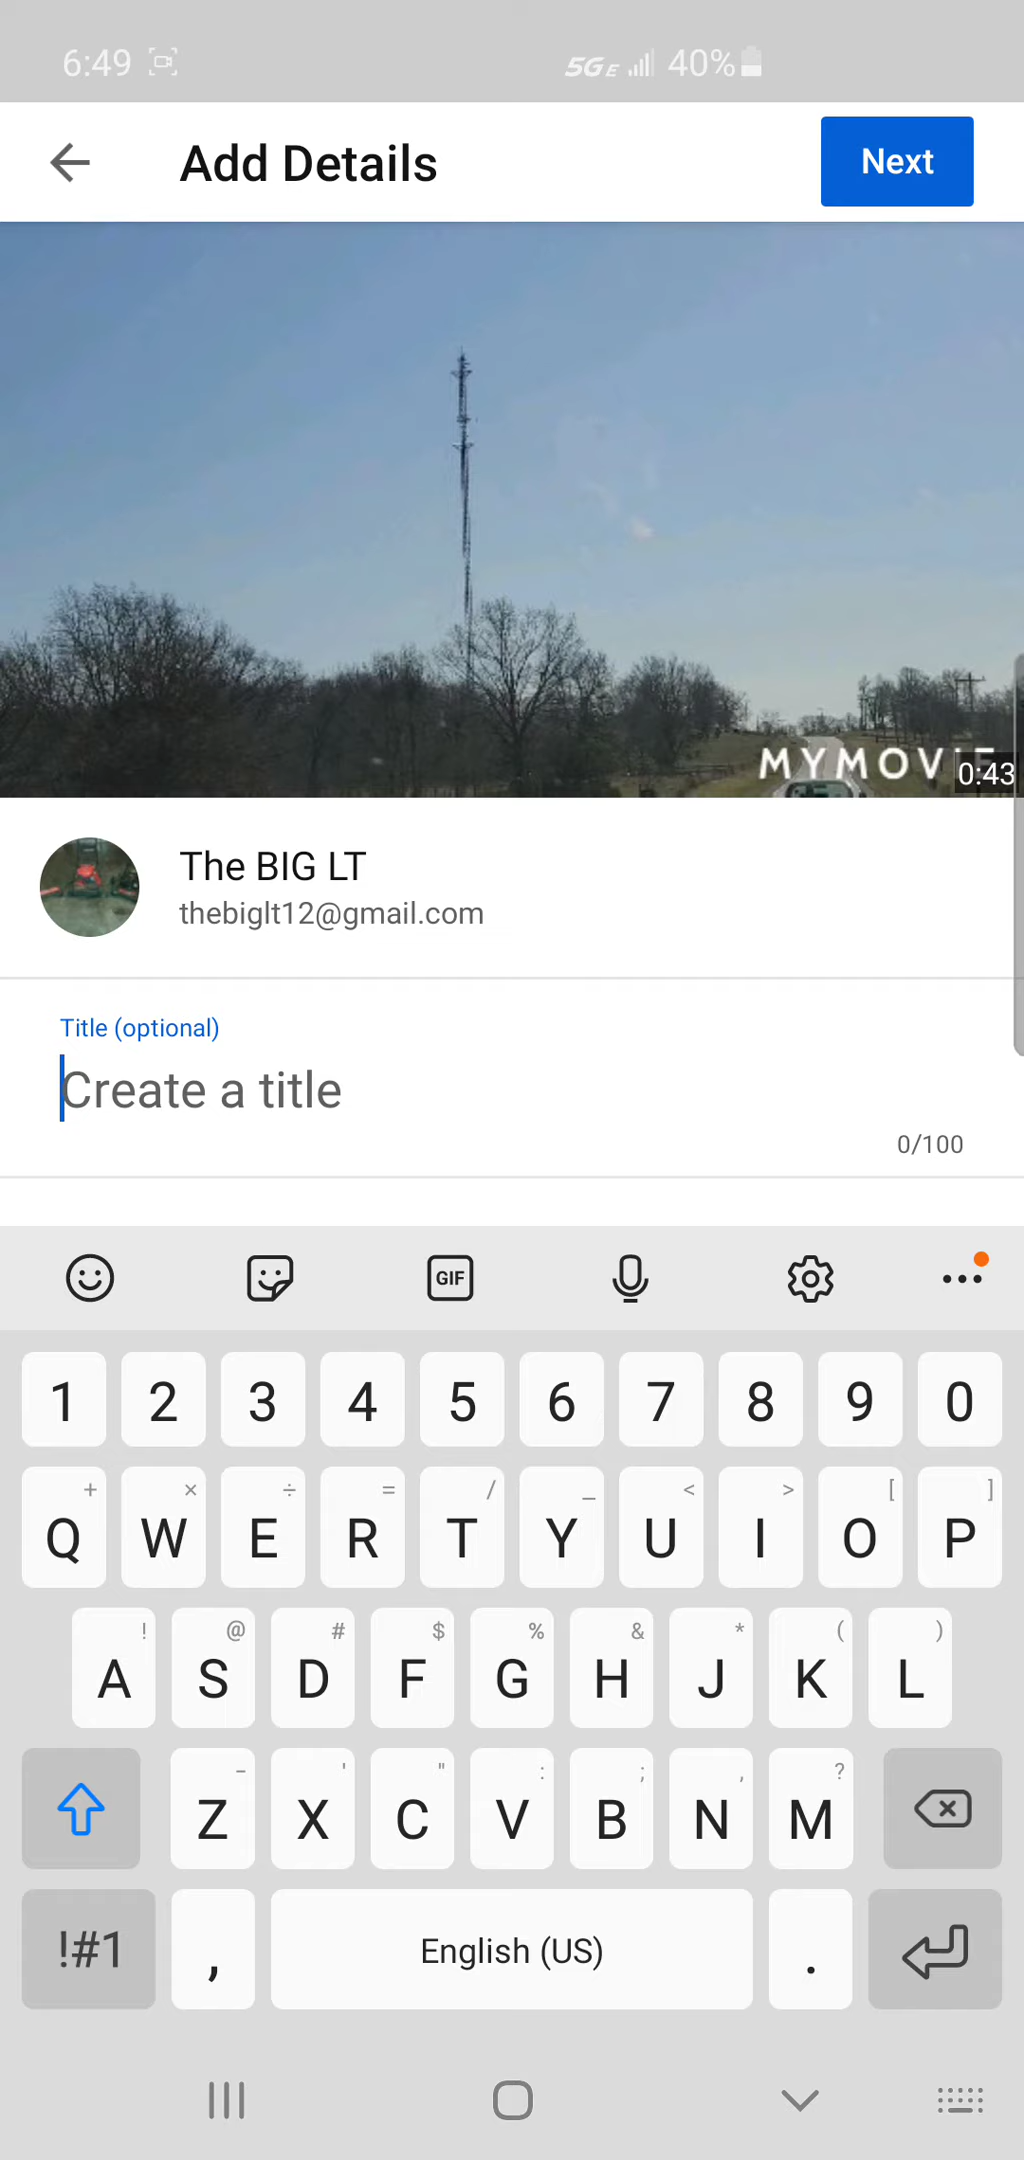 6:49 5GE 40%
Add Details Next
MYMOVIE
0:43
The BIG LT
thebiglt12@gmail.com
Title (optional)
Create a title
0/100
GIF
1 2 3 4 5 6 7 8 9 0
+ × ÷ = / _ < > [ ]
Q W E R T Y U I O P
! @ # $ % & * ( )
A S D F G H J K L
- ' " : ; , ?
Z X C V B N M
!#1 , English (US) .